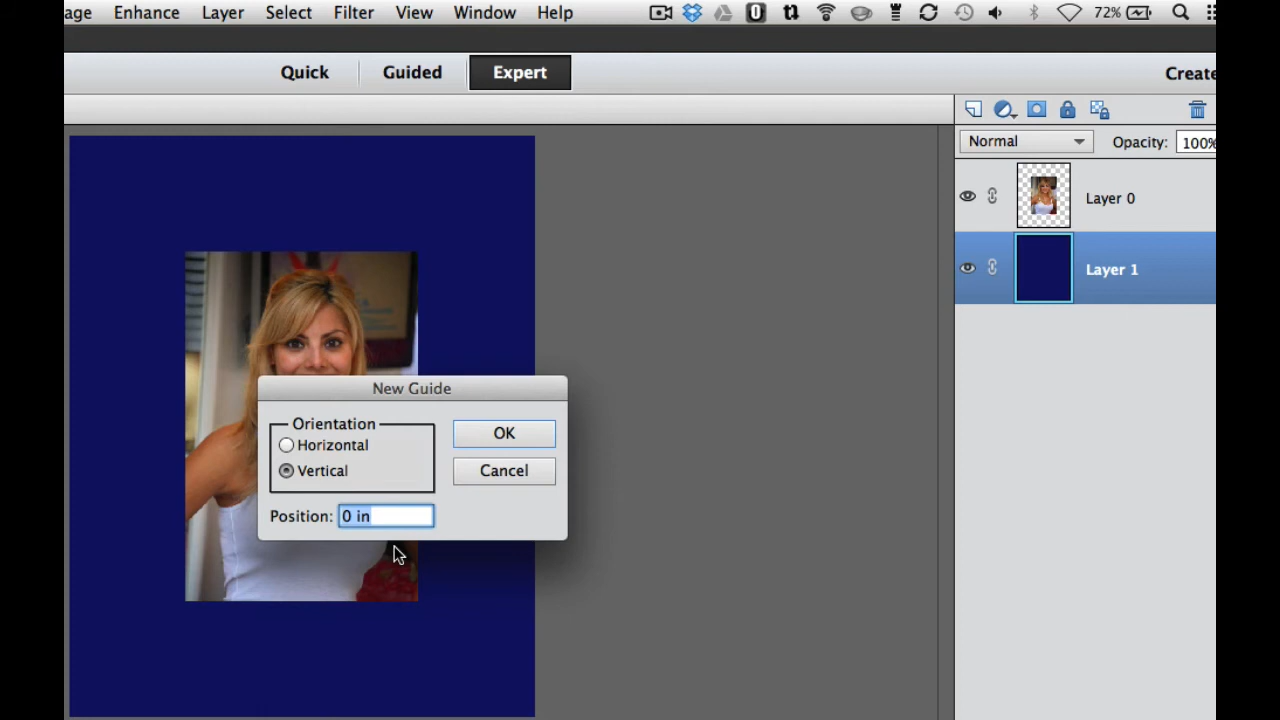 age Enhance Layer Select Filter View Window Help 72%
Quick Guided Expert Create
Normal Opacity: 100%
Layer 0
Layer 1
New Guide
Orientation
Horizontal
Vertical
OK
Cancel
Position: 0 in